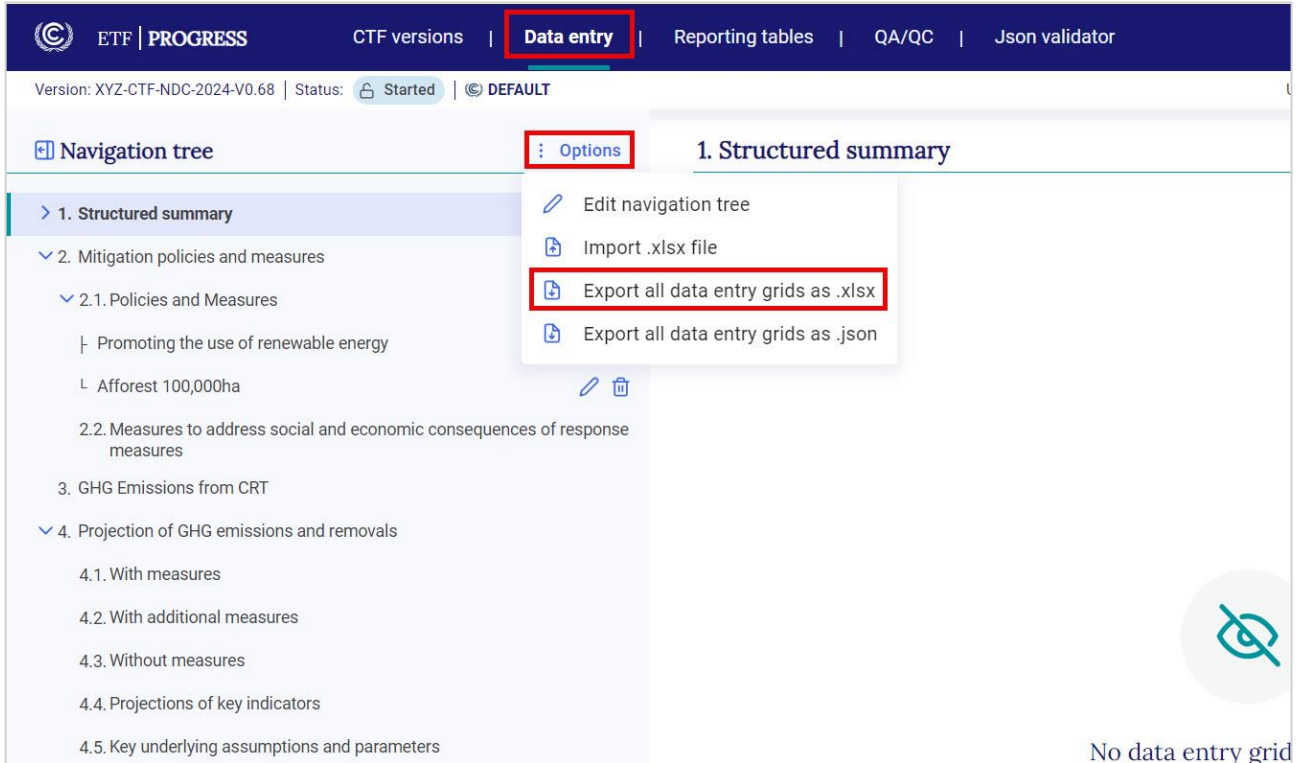 ETF | PROGRESS CTF versions | Data entry | Reporting tables | QA/QC | Json validator
Version: XYZ-CTF-NDC-2024-V0.68 | Status: Started | DEFAULT
Navigation tree
Options
1. Structured summary
Edit navigation tree
Import .xlsx file
Export all data entry grids as .xlsx
Export all data entry grids as .json
1. Structured summary
2. Mitigation policies and measures
2.1. Policies and Measures
Promoting the use of renewable energy
Afforest 100,000ha
2.2. Measures to address social and economic consequences of response
measures
3. GHG Emissions from CRT
4. Projection of GHG emissions and removals
4.1. With measures
4.2. With additional measures
4.3. Without measures
4.4. Projections of key indicators
4.5. Key underlying assumptions and parameters
No data entry grid